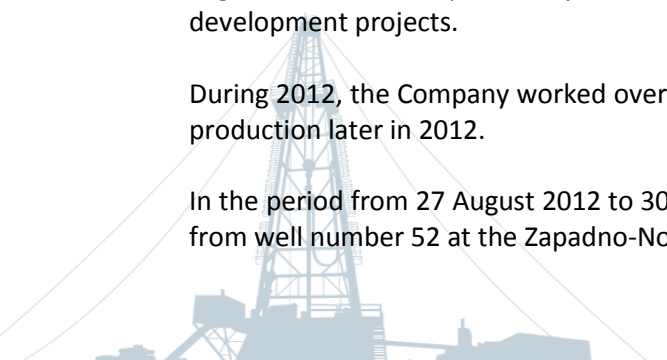 development projects.
During 2012, the Company worked over
production later in 2012.
In the period from 27 August 2012 to 30
from well number 52 at the Zapadno-No